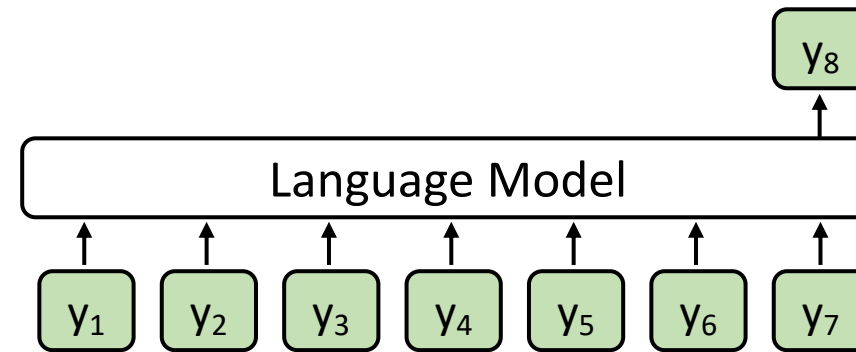 y₈
Language Model
y₁ y₂ y₃ y₄ y₅ y₆ y₇